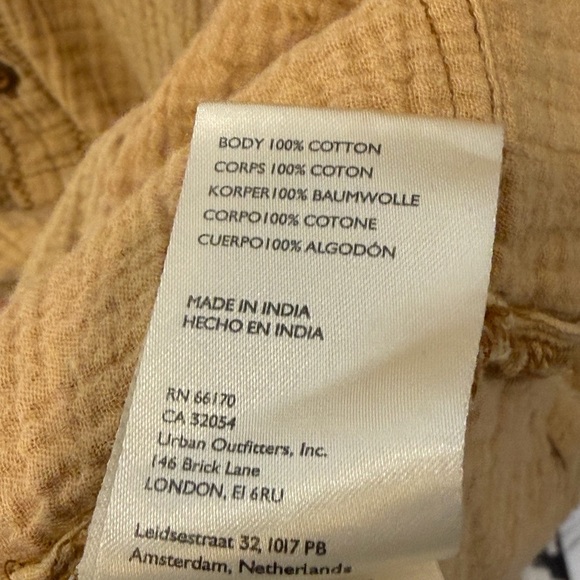 BODY 100% COTTON
CORPS 100% COTON
KORPER100% BAUMWOLLE
CORPO100% COTONE
CUERPO100% ALGODÓN
MADE IN INDIA
HECHO EN INDIA
RN 66170
CA 32054
Urban Outfitters, Inc.
146 Brick Lane
LONDON, E1 6RU
Leidsestraat 32, 1017 PB
Amsterdam, Netherlands